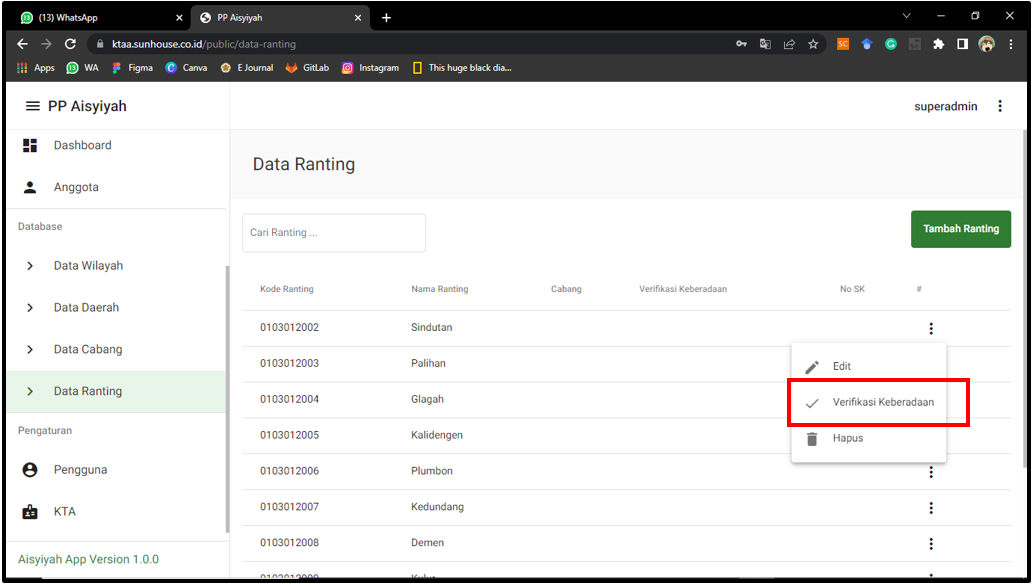 (13) WhatsApp
PP Aisyiyah
ktaa.sunhouse.co.id/public/data-ranting
Apps
WA
Figma
Canva
E Journal
GitLab
Instagram
This huge black dia...
PP Aisyiyah
superadmin
Dashboard
Anggota
Database
Data Wilayah
Data Daerah
Data Cabang
Data Ranting
Pengaturan
Pengguna
KTA
Aisyiyah App Version 1.0.0
Data Ranting
Cari Ranting ...
Tambah Ranting
Kode Ranting Nama Ranting Cabang Verifikasi Keberadaan No SK #
0103012002 Sindutan
0103012003 Palihan
0103012004 Glagah
0103012005 Kalidengen
0103012006 Plumbon
0103012007 Kedundang
0103012008 Demen
Edit
Verifikasi Keberadaan
Hapus